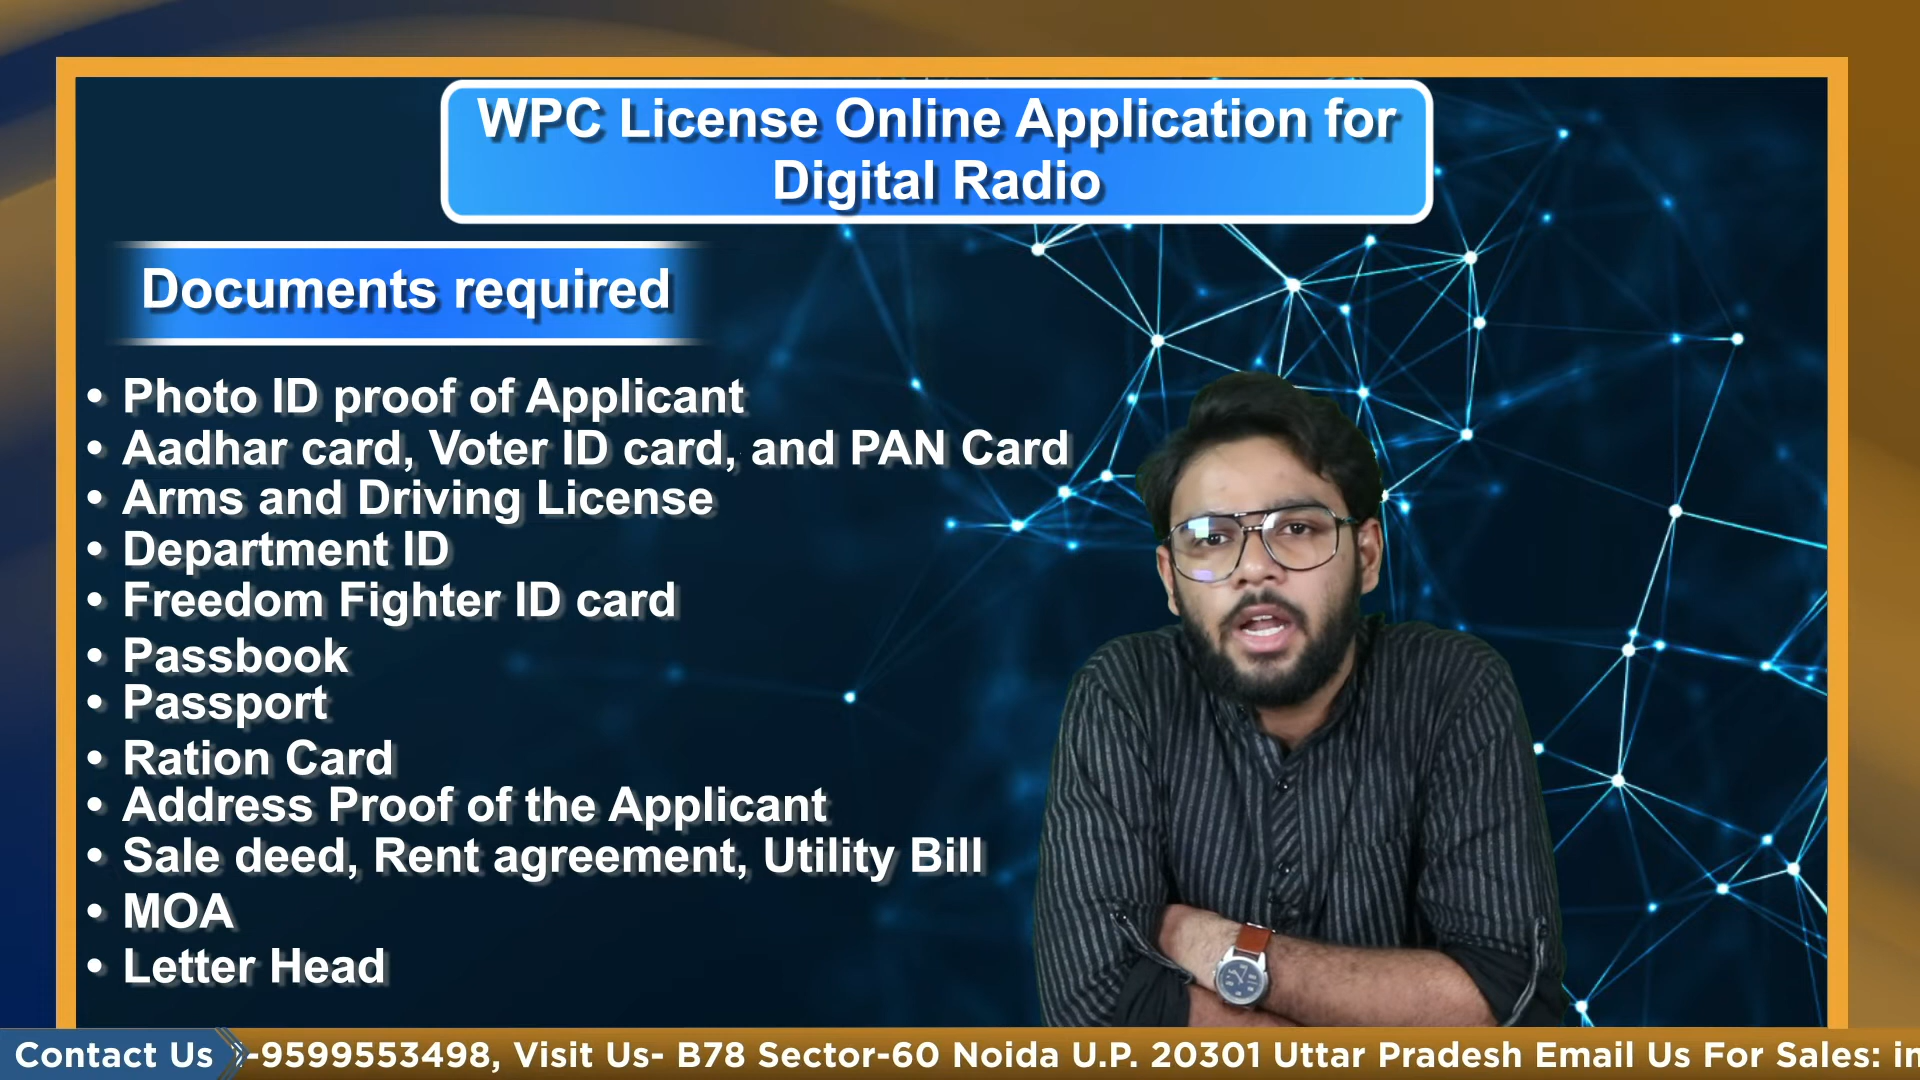 WPC License Online Application for
Digital Radio
Documents required
• Photo ID proof of Applicant
• Aadhar card, Voter ID card, and PAN Card
• Arms and Driving License
• Department ID
• Freedom Fighter ID card
• Passbook
• Passport
• Ration Card
• Address Proof of the Applicant
• Sale deed, Rent agreement, Utility Bill
• MOA
• Letter Head
Contact Us -9599553498, Visit Us- B78 Sector-60 Noida U.P. 20301 Uttar Pradesh Email Us For Sales: